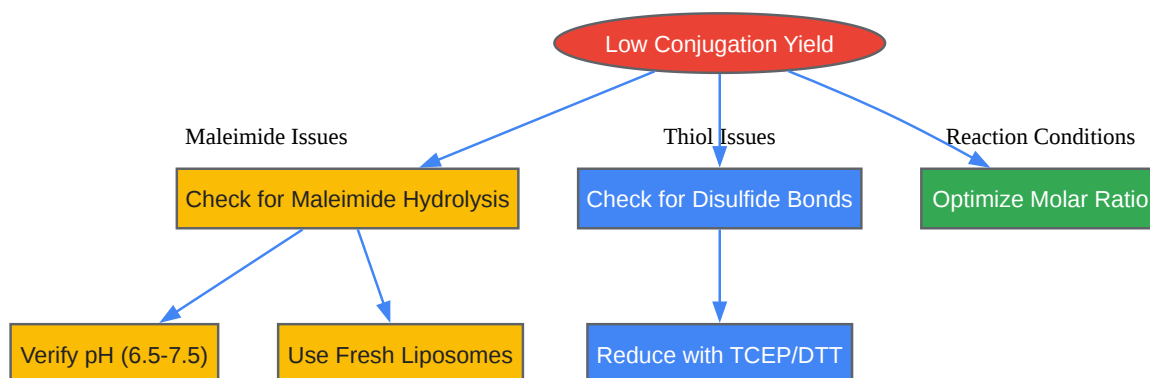 Low Conjugation Yield
Maleimide Issues
Thiol Issues
Reaction Conditions
Check for Maleimide Hydrolysis
Check for Disulfide Bonds
Optimize Molar Ratio
Verify pH (6.5-7.5)
Use Fresh Liposomes
Reduce with TCEP/DTT